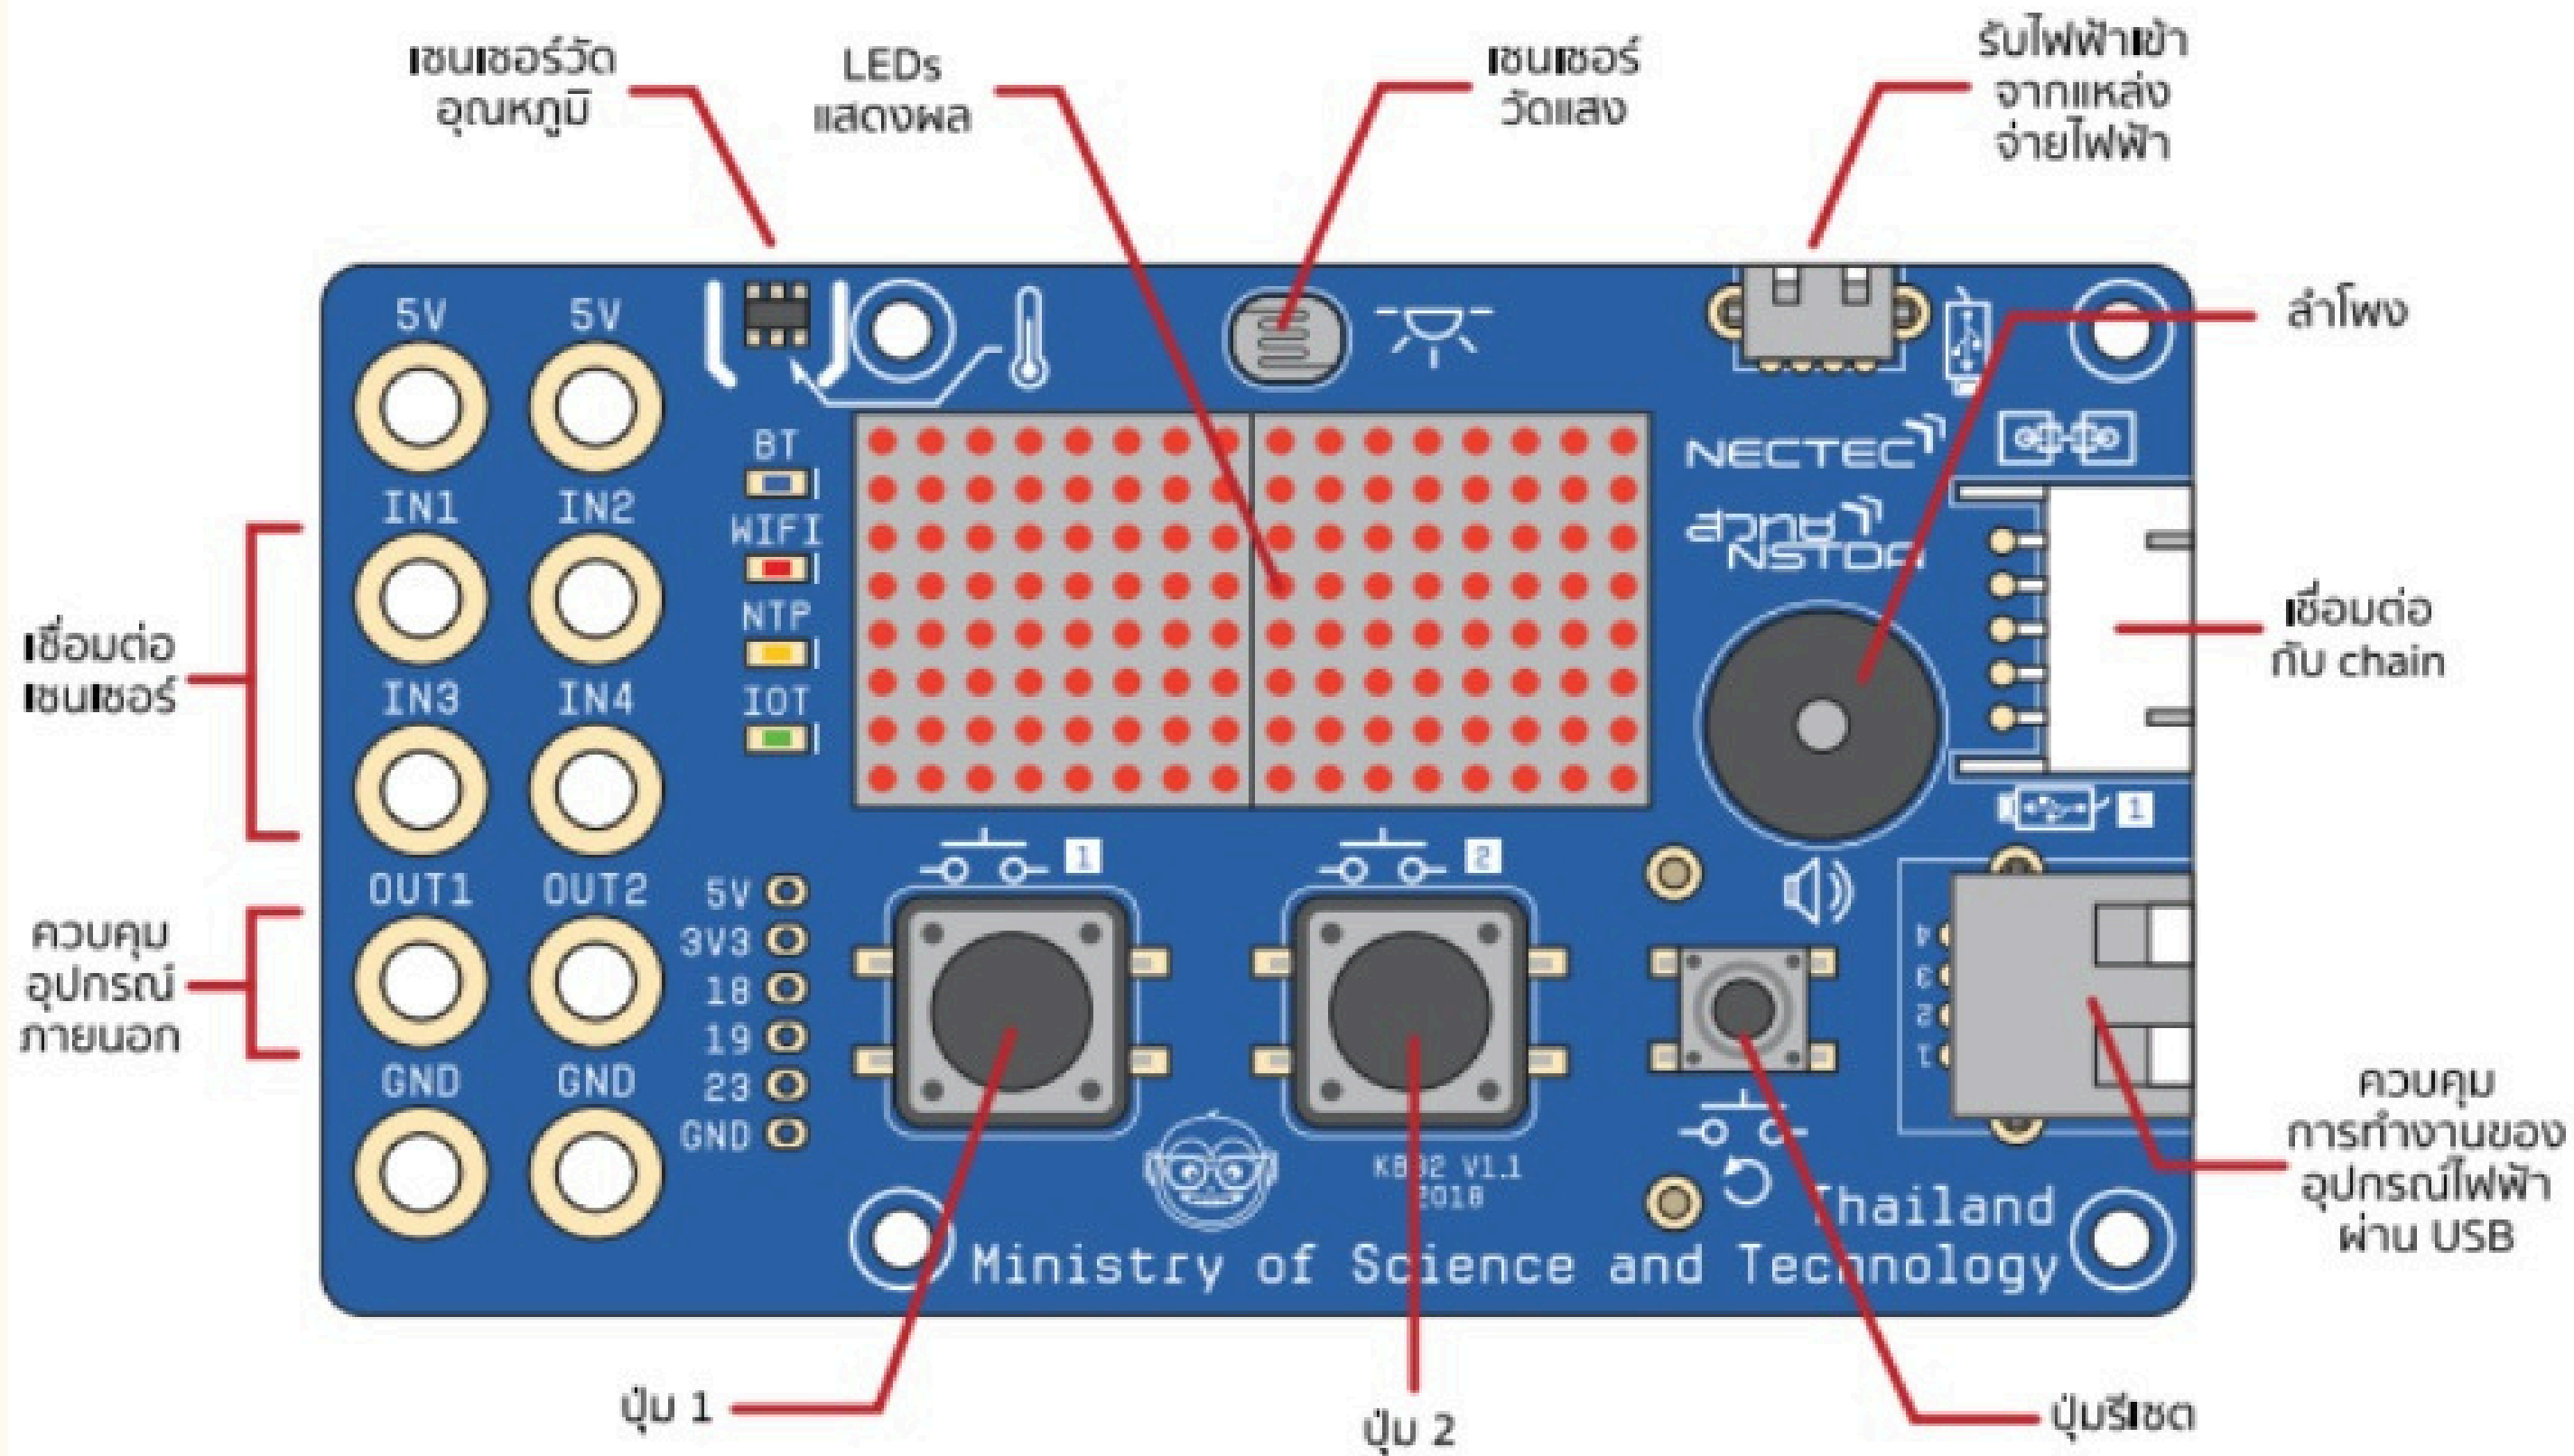 เซนเซอร์วัด
อุณหภูมิ
LEDs
แสดงผล
เซนเซอร์
วัดแสง
รับไฟฟ้าเข้า
จากแหล่ง
จ่ายไฟฟ้า
ลำโพง
เชื่อมต่อ
กับ chain
ควบคุม
การทำงานของ
อุปกรณ์ไฟฟ้า
ผ่าน USB
ปุ่มรีเซต
ปุ่ม 2
ปุ่ม 1
เชื่อมต่อ
เซนเซอร์
ควบคุม
อุปกรณ์
ภายนอก
5V 5V
IN1 IN2
IN3 IN4
OUT1 OUT2
GND GND
BT
WIFI
NTP
IOT
5V
3V3
18
19
23
GND
NECTEC
สวทช
NSTDA
1
2
1
4
3
2
1
KB32 V1.1
2018
Thailand
Ministry of Science and Technology